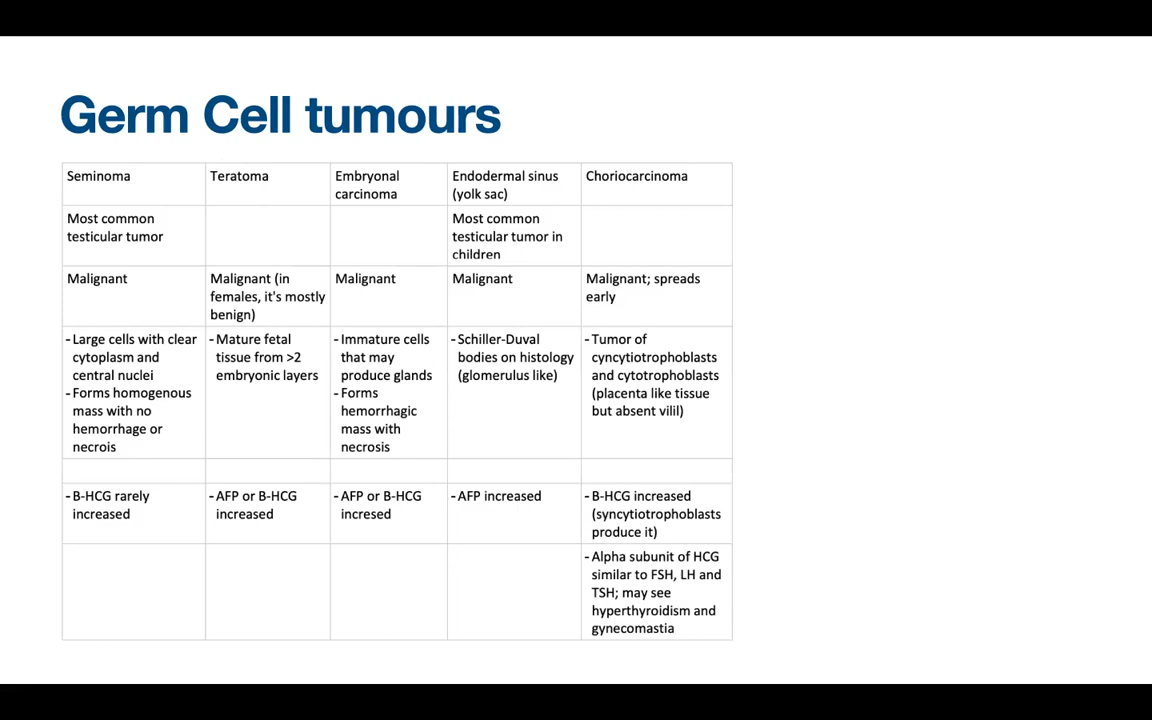 Germ Cell tumours
Seminoma
Teratoma
Embryonal
carcinoma
Endodermal sinus
(yolk sac)
Choriocarcinoma
Most common
testicular tumor
Most common
testicular tumor in
children
Malignant
Malignant (in
females, it's mostly
benign)
Malignant
Malignant
Malignant; spreads
early
- Large cells with clear
cytoplasm and
central nuclei
- Forms homogenous
mass with no
hemorrhage or
necrois
- Mature fetal
tissue from >2
embryonic layers
- Immature cells
that may
produce glands
- Forms
hemorrhagic
mass with
necrosis
- Schiller-Duval
bodies on histology
(glomerulus like)
- Tumor of
cyncytiotrophoblasts
and cytotrophoblasts
(placenta like tissue
but absent vilil)
- B-HCG rarely
increased
- AFP or B-HCG
increased
- AFP or B-HCG
incresed
- AFP increased
- B-HCG increased
(syncytiotrophoblasts
produce it)
- Alpha subunit of HCG
similar to FSH, LH and
TSH; may see
hyperthyroidism and
gynecomastia